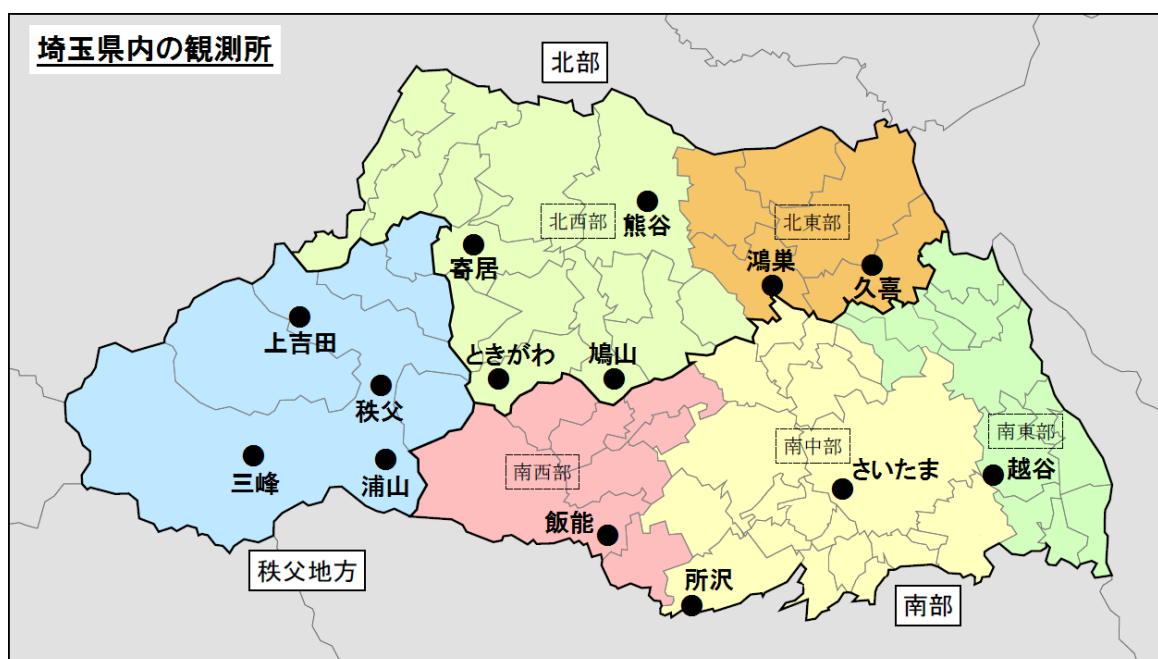 埼玉県内の観測所
北部
北西部
熊谷
北東部
寄居
鴻巣
久喜
上吉田
ときがわ
鳩山
秩父
南中部
南東部
三峰
浦山
南西部
さいたま
越谷
飯能
秩父地方
所沢
南部